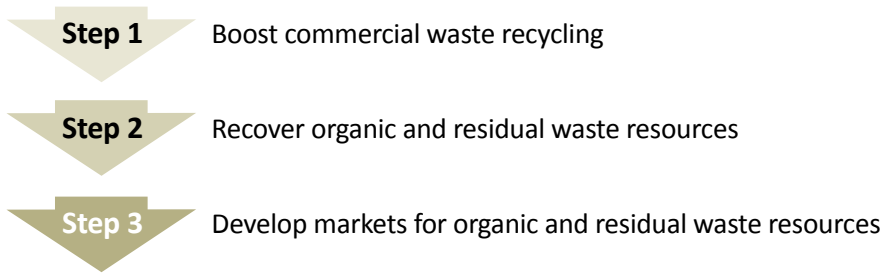 Step 1 Boost commercial waste recycling
Step 2 Recover organic and residual waste resources
Step 3 Develop markets for organic and residual waste resources